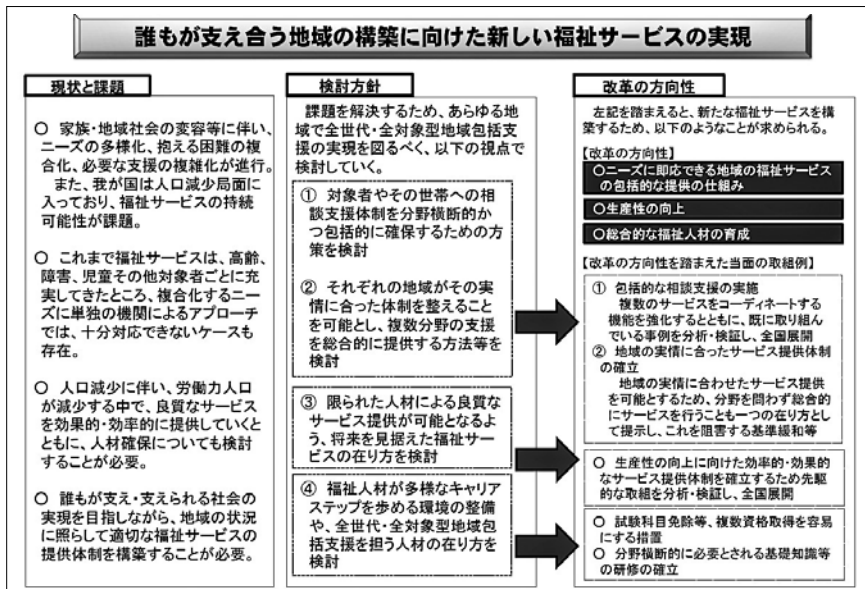 誰もが支え合う地域の構築に向けた新しい福祉サービスの実現
現状と課題
○ 家族・地域社会の変容等に伴い、
ニーズの多様化、抱える困難の複
合化、必要な支援の複雑化が進行。
また、我が国は人口減少局面に
入っており、福祉サービスの持続
可能性が課題。
○ これまで福祉サービスは、高齢、
障害、児童その他対象者ごとに充
実してきたところ、複合化するニー
ズに単独の機関によるアプローチ
では、十分対応できないケースも
存在。
○ 人口減少に伴い、労働力人口
が減少する中で、良質なサービス
を効果的・効率的に提供していくと
ともに、人材確保についても検討
することが必要。
○ 誰もが支え・支えられる社会の
実現を目指しながら、地域の状況
に照らして適切な福祉サービスの
提供体制を構築することが必要。
検討方針
課題を解決するため、あらゆる地
域で全世代・全対象型地域包括支
援の実現を図るべく、以下の視点で
検討していく。
① 対象者やその世帯への相
談支援体制を分野横断的か
つ包括的に確保するための方
策を検討
② それぞれの地域がその実
情に合った体制を整えること
を可能とし、複数分野の支援
を総合的に提供する方法等を
検討
③ 限られた人材による良質な
サービス提供が可能となるよ
う、将来を見据えた福祉サー
ビスの在り方を検討
④ 福祉人材が多様なキャリア
ステップを歩める環境の整備
や、全世代・全対象型地域包
括支援を担う人材の在り方を
検討
改革の方向性
左記を踏まえると、新たな福祉サービスを構
築するため、以下のようなことが求められる。
【改革の方向性】
○ニーズに即応できる地域の福祉サービス
の包括的な提供の仕組み
○生産性の向上
○総合的な福祉人材の育成
【改革の方向性を踏まえた当面の取組例】
① 包括的な相談支援の実施
複数のサービスをコーディネートする
機能を強化するとともに、既に取り組ん
でいる事例を分析・検証し、全国展開
② 地域の実情に合ったサービス提供体制
の確立
地域の実情に合わせたサービス提供
を可能とするため、分野を問わず総合的
にサービスを行うことも一つの在り方とし
て提示し、これを阻害する基準緩和等
○ 生産性の向上に向けた効率的・効果的
なサービス提供体制を確立するため先駆
的な取組を分析・検証し、全国展開
○ 試験科目免除等、複数資格取得を容易
にする措置
○ 分野横断的に必要とされる基礎知識等
の研修の確立